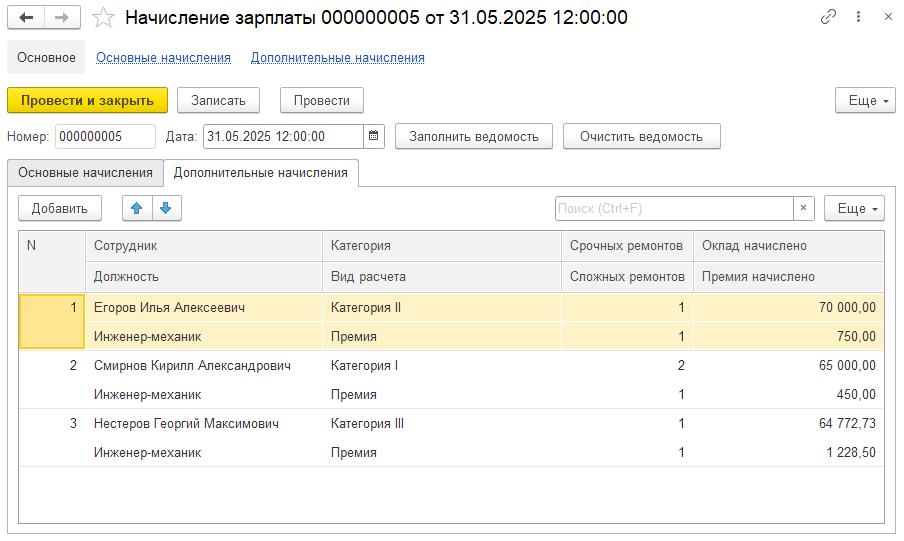 Начисление зарплаты 000000005 от 31.05.2025 12:00:00
Основное Основные начисления Дополнительные начисления
Провести и закрыть Записать Провести Еще
Номер: 000000005 Дата: 31.05.2025 12:00:00 Заполнить ведомость Очистить ведомость
Основные начисления Дополнительные начисления
Добавить Поиск (Ctrl+F) × Еще
N Сотрудник Категория Срочных ремонтов Оклад начислено
Должность Вид расчета Сложных ремонтов Премия начислено
1 Егоров Илья Алексеевич Категория II 1 70 000,00
Инженер-механик Премия 1 750,00
2 Смирнов Кирилл Александрович Категория I 2 65 000,00
Инженер-механик Премия 1 450,00
3 Нестеров Георгий Максимович Категория III 1 64 772,73
Инженер-механик Премия 1 1 228,50